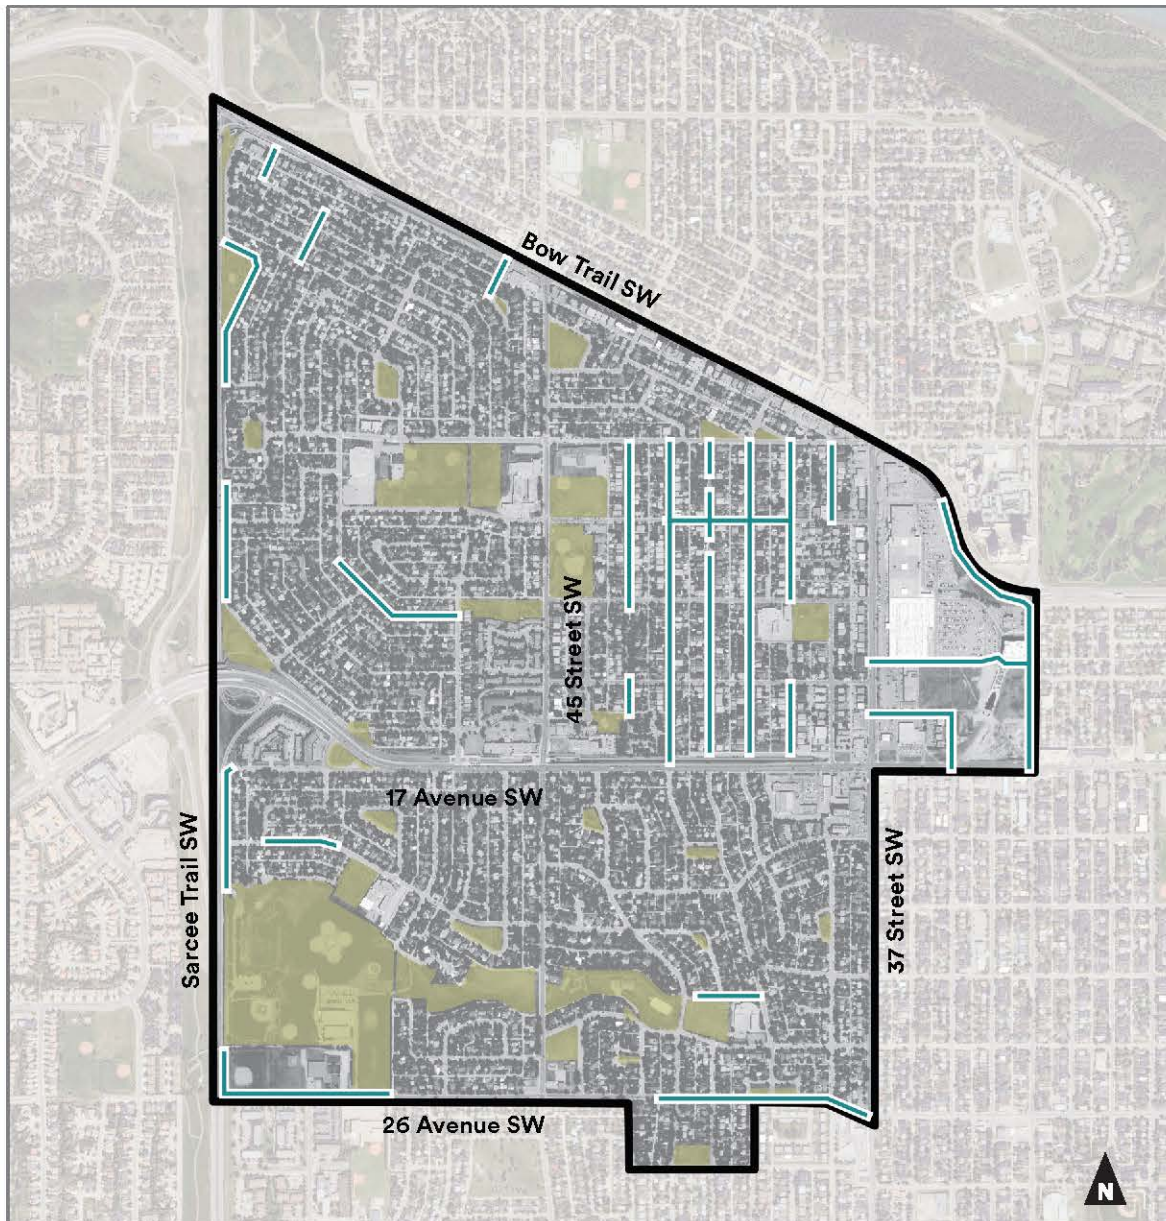 Bow Trail SW
45 Street SW
17 Avenue SW
Sarcee Trail SW
37 Street SW
26 Avenue SW
N